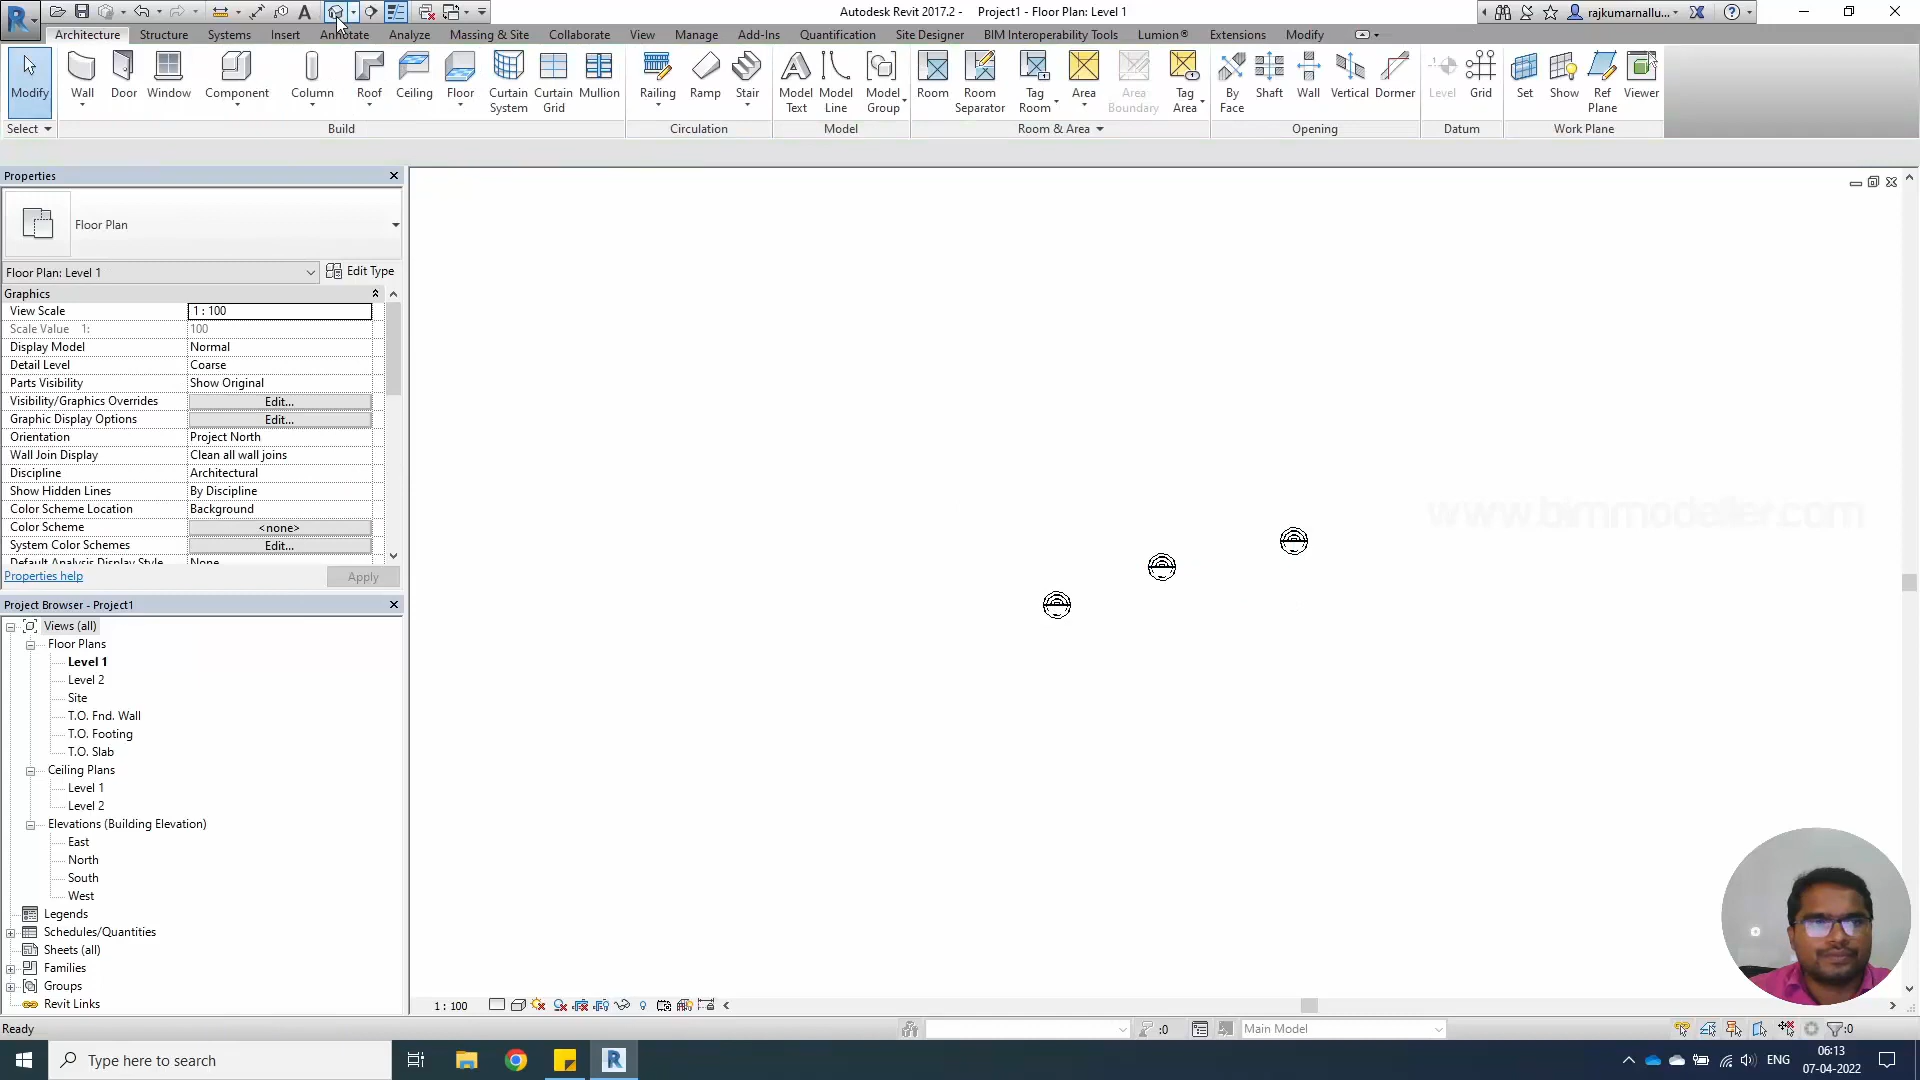 Autodesk Revit 2017.2 - Project1 - Floor Plan: Level 1
rajkumarnallu...
Architecture Structure Systems Insert Annotate Analyze Massing & Site Collaborate View Manage Add-Ins Quantification Site Designer BIM Interoperability Tools Lumion® Extensions Modify
Modify Wall Door Window Component Column Roof Ceiling Floor Curtain System Curtain Grid Mullion Railing Ramp Stair Model Text Model Line Model Group Room Room Separator Tag Room Area Area Boundary Tag Area By Face Shaft Wall Vertical Dormer Level Grid Set Show Ref Plane Viewer
Select Build Circulation Model Room & Area Opening Datum Work Plane
Properties
Floor Plan
Floor Plan: Level 1 Edit Type
Graphics
View Scale 1 : 100
Scale Value 1: 100
Display Model Normal
Detail Level Coarse
Parts Visibility Show Original
Visibility/Graphics Overrides Edit...
Graphic Display Options Edit...
Orientation Project North
Wall Join Display Clean all wall joins
Discipline Architectural
Show Hidden Lines By Discipline
Color Scheme Location Background
Color Scheme <none>
System Color Schemes Edit...
Default Analysis Display Style None
Properties help Apply
Project Browser - Project1
Views (all)
Floor Plans
Level 1
Level 2
Site
T.O. Fnd. Wall
T.O. Footing
T.O. Slab
Ceiling Plans
Level 1
Level 2
Elevations (Building Elevation)
East
North
South
West
Legends
Schedules/Quantities
Sheets (all)
Families
Groups
Revit Links
www.bimmodeller.com
1 : 100
Ready :0 Main Model :0
Type here to search
ENG
06:13
07-04-2022